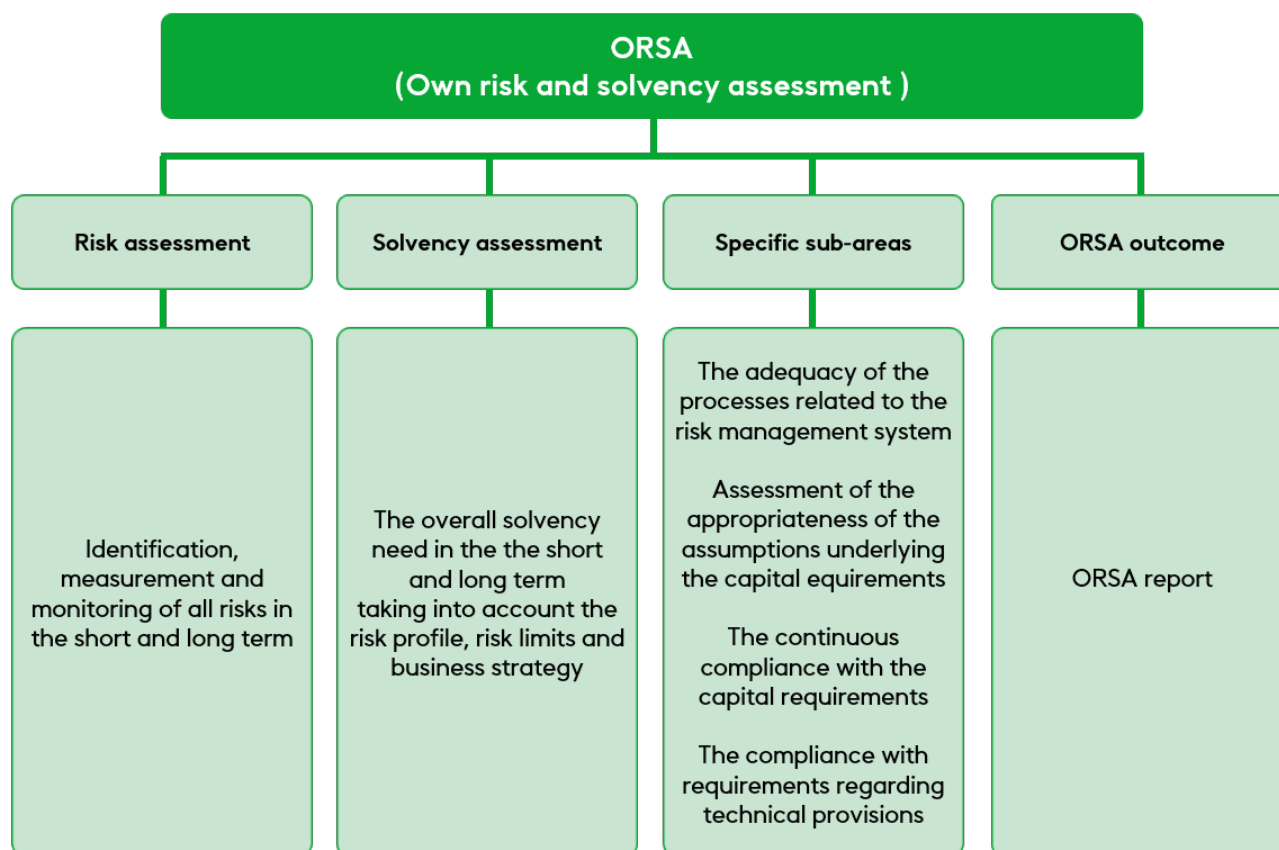 ORSA
(Own risk and solvency assessment )
Risk assessment
Solvency assessment
Specific sub-areas
ORSA outcome
Identification,
measurement and
monitoring of all risks in
the short and long term
The overall solvency
need in the the short
and long term
taking into account the
risk profile, risk limits and
business strategy
The adequacy of the
processes related to the
risk management system
Assessment of the
appropriateness of the
assumptions underlying
the capital equirements
The continuous
compliance with the
capital requirements
The compliance with
requirements regarding
technical provisions
ORSA report